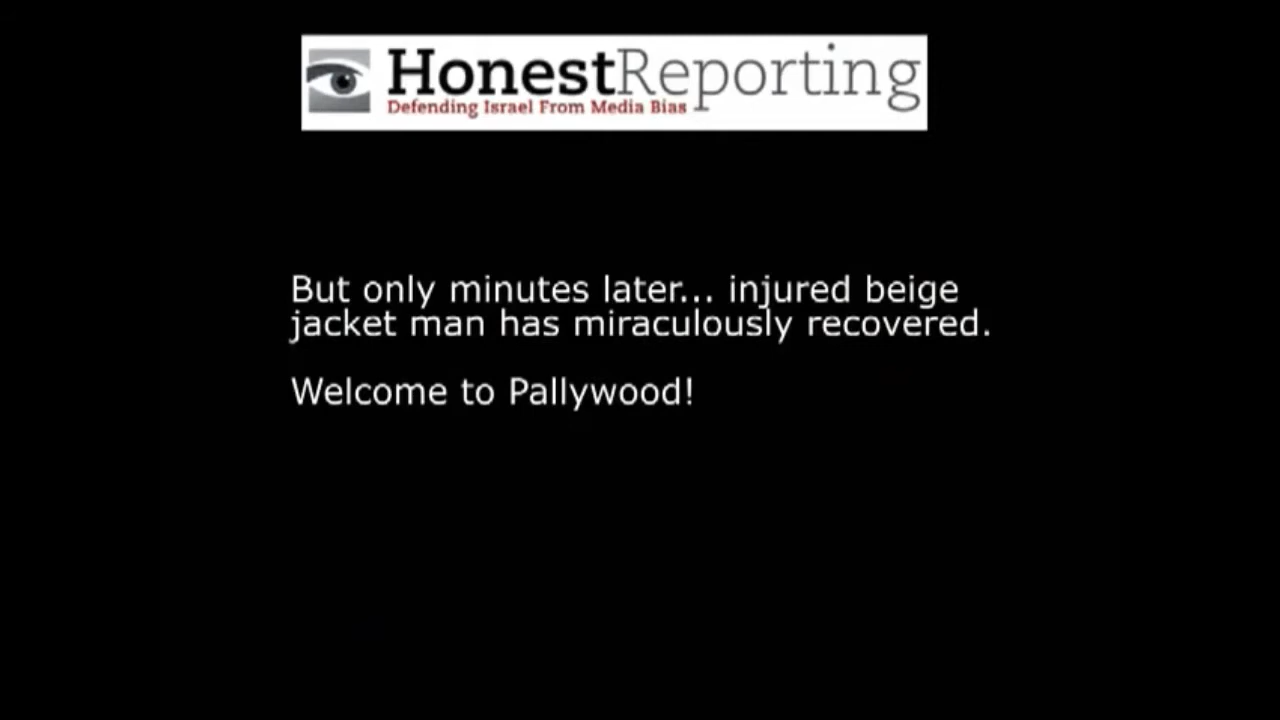 HonestReporting
Defending Israel From Media Bias
But only minutes later... injured beige
jacket man has miraculously recovered.
Welcome to Pallywood!